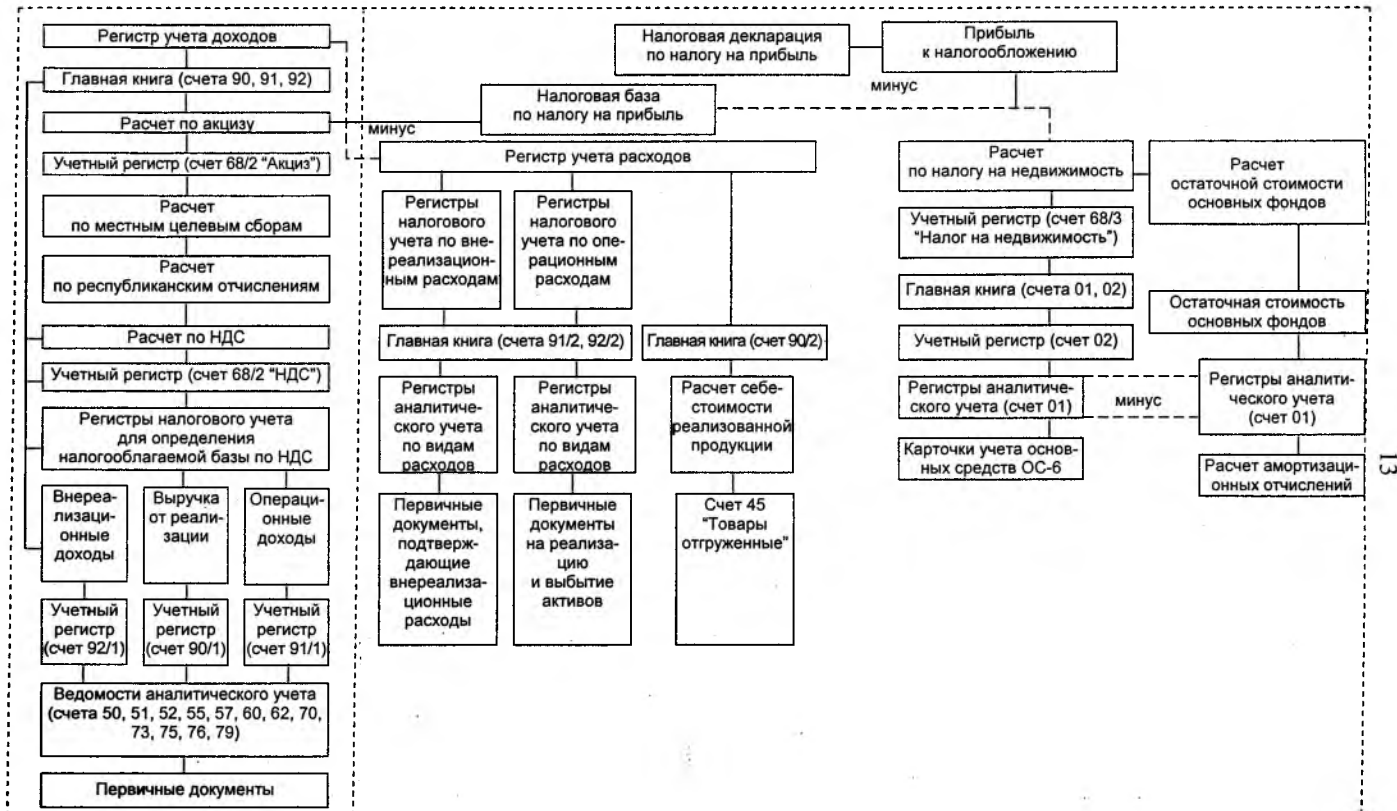 Регистр учета доходов
Главная книга (счета 90, 91, 92)
Расчет по акцизу
Учетный регистр (счет 68/2 "Акциз")
Расчет
по местным целевым сборам
Расчет
по республиканским отчислениям
Расчет по НДС
Учетный регистр (счет 68/2 "НДС")
Регистры налогового учета
для определения
налогооблагаемой базы по НДС
Внереа-
лизаци-
онные
доходы
Выручка
от реали-
зации
Операци-
онные
доходы
Учетный
регистр
(счет 92/1)
Учетный
регистр
(счет 90/1)
Учетный
регистр
(счет 91/1)
Ведомости аналитического учета
(счета 50, 51, 52, 55, 57, 60, 62, 70,
73, 75, 76, 79)
Первичные документы
Налоговая декларация
по налогу на прибыль
Прибыль
к налогообложению
минус
Налоговая база
по налогу на прибыль
минус
Регистр учета расходов
Регистры
налогового
учета по вне-
реализацион-
ным расходам
Регистры
налогового
учета по опе-
рационным
расходам
Главная книга (счета 91/2, 92/2)
Главная книга (счет 90/2)
Регистры
аналитиче-
ского учета
по видам
расходов
Регистры
аналитиче-
ского учета
по видам
расходов
Расчет себе-
стоимости
реализованной
продукции
Первичные
документы,
подтверж-
дающие
внереализа-
ционные
расходы
Первичные
документы
на реализа-
цию
и выбытие
активов
Счет 45
"Товары
отгруженные"
Расчет
по налогу на недвижимость
Учетный регистр (счет 68/3
"Налог на недвижимость")
Главная книга (счета 01, 02)
Учетный регистр (счет 02)
Регистры аналитиче-
ского учета (счет 01)
Карточки учета основ-
ных средств ОС-6
минус
Расчет
остаточной стоимости
основных фондов
Остаточная стоимость
основных фондов
Регистры аналити-
ческого учета
(счет 01)
Расчет амортизаци-
онных отчислений
13